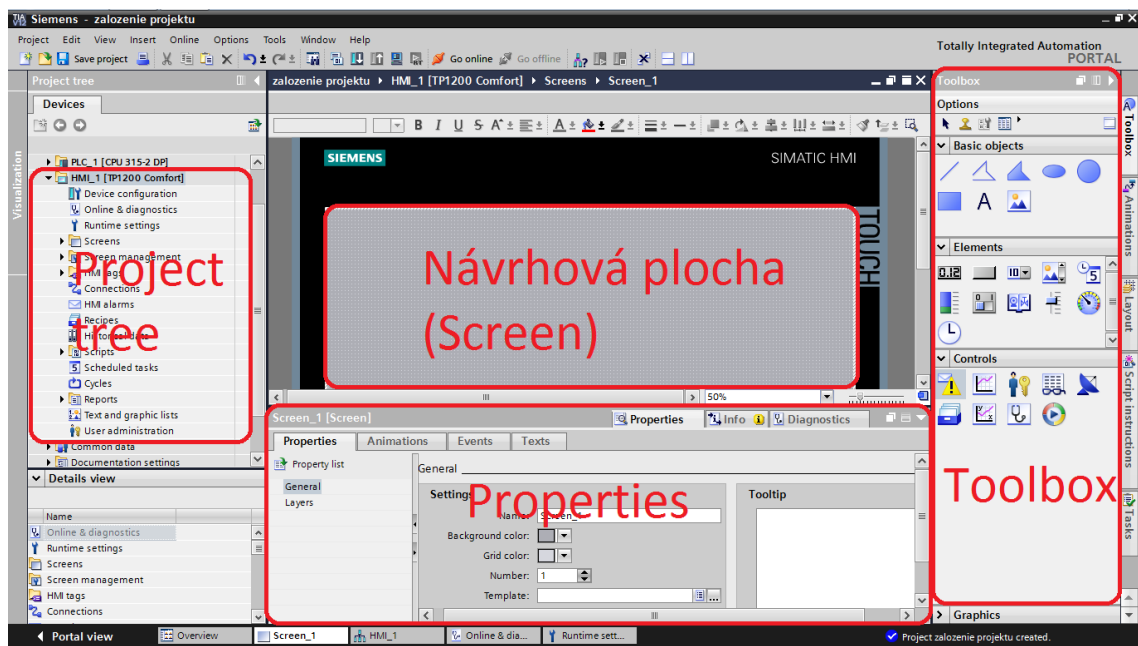 Siemens - zalozenie projektu
Project Edit View Insert Online Options Tools Window Help
Totally Integrated Automation
PORTAL
Save project Go online Go offline
Project tree
zalozenie projektu HMI_1 [TP1200 Comfort] Screens Screen_1
Toolbox
Devices
Options
B I U S A A
Visualization
PLC_1 [CPU 315-2 DP]
HMI_1 [TP1200 Comfort]
Device configuration
Online & diagnostics
Runtime settings
Screens
Screen management
HMI tags
Connections
HMI alarms
Recipes
Historical data
Scripts
Scheduled tasks
Cycles
Reports
Text and graphic lists
User administration
Common data
Documentation settings
Project
tree
SIEMENS
SIMATIC HMI
TOUCH
Návrhová plocha
(Screen)
50%
Basic objects
A
Elements
0.12
10
5
Controls
Toolbox
Graphics
Toolbox
Animations
Layout
Script instructions
Tasks
Details view
Name
Online & diagnostics
Runtime settings
Screens
Screen management
HMI tags
Connections
Screen_1 [Screen]
Properties Info Diagnostics
Properties Animations Events Texts
Property list
General
Layers
General
Settings
Tooltip
Name: Screen_1
Background color:
Grid color:
Number: 1
Template:
...
Properties
Portal view Overview Screen_1 HMI_1 Online & dia... Runtime sett...
Project zalozenie projektu created.